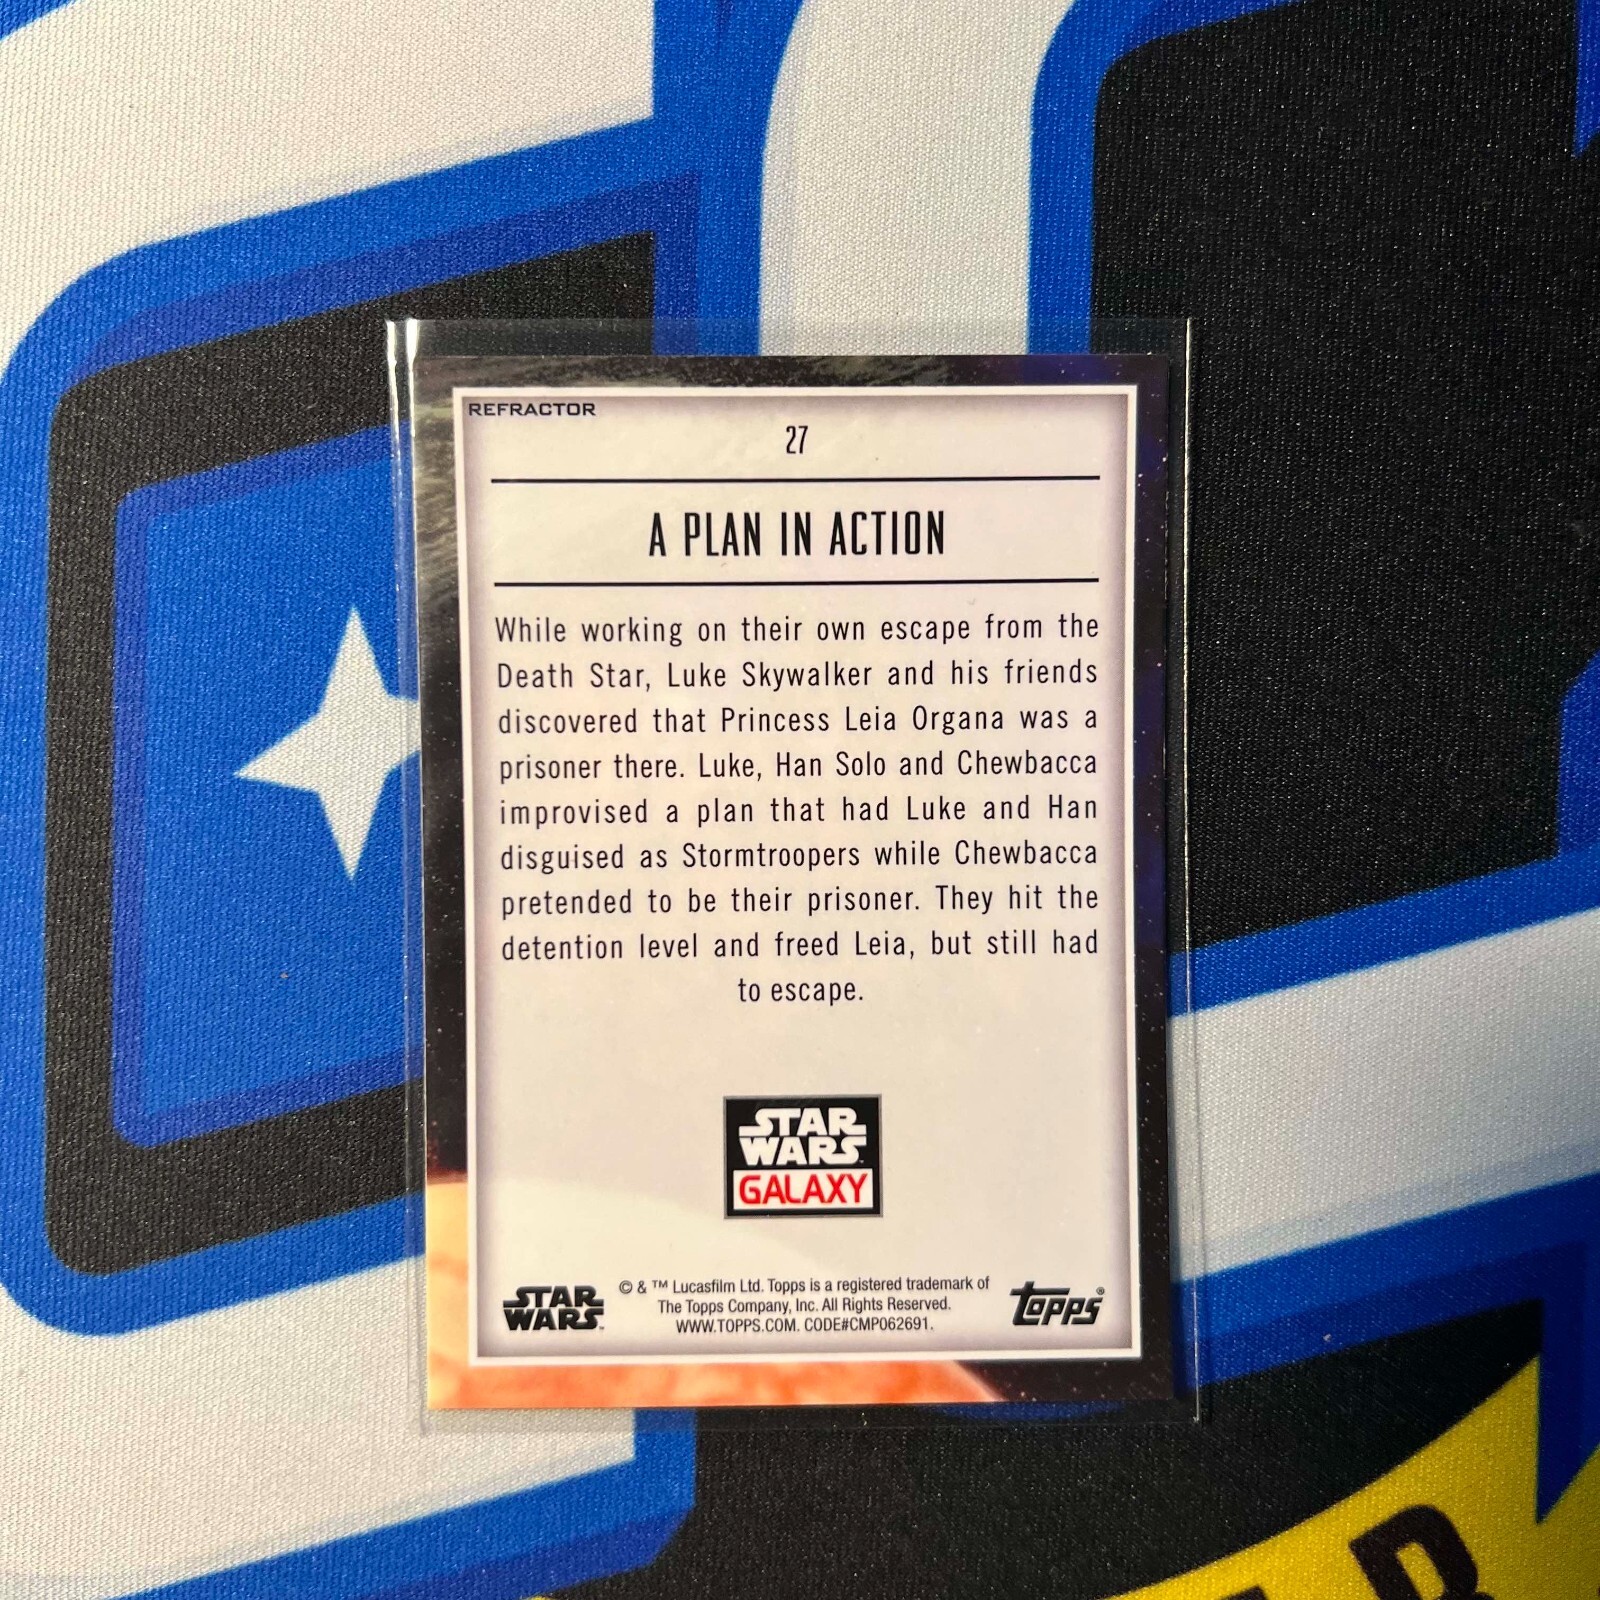 REFRACTOR
27
A PLAN IN ACTION
While working on their own escape from the
Death Star, Luke Skywalker and his friends
discovered that Princess Leia Organa was a
prisoner there. Luke, Han Solo and Chewbacca
improvised a plan that had Luke and Han
disguised as Stormtroopers while Chewbacca
pretended to be their prisoner. They hit the
detention level and freed Leia, but still had
to escape.
STAR
WARS
GALAXY
STAR
WARS
© & ™ Lucasfilm Ltd. Topps is a registered trademark of
The Topps Company, Inc. All Rights Reserved.
WWW.TOPPS.COM. CODE#CMP062691.
topps®